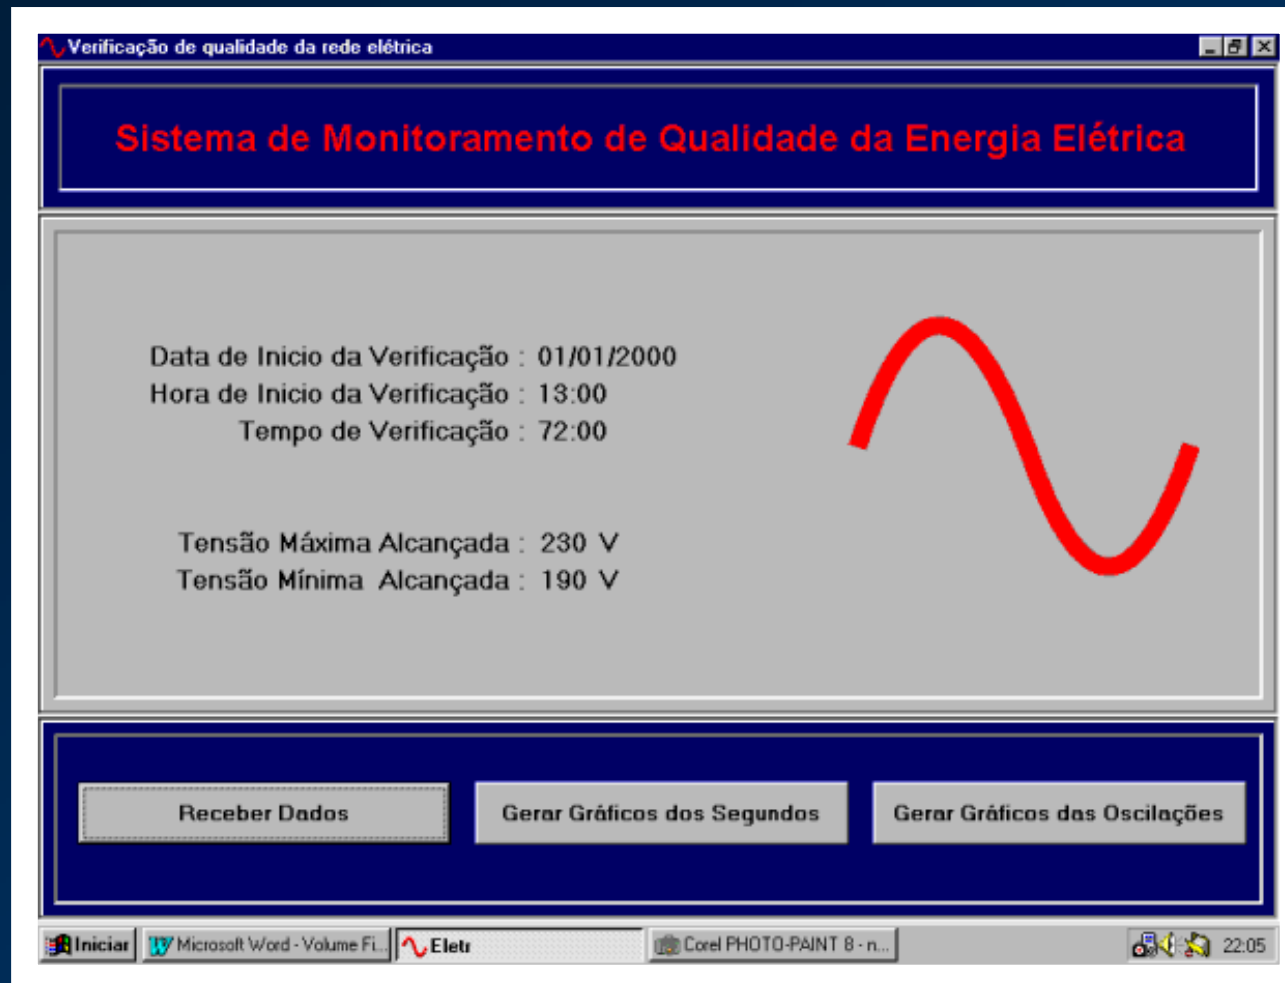 Verificação de qualidade da rede elétrica
Sistema de Monitoramento de Qualidade da Energia Elétrica
Data de Inicio da Verificação : 01/01/2000
Hora de Inicio da Verificação : 13:00
Tempo de Verificação : 72:00
Tensão Máxima Alcançada : 230 V
Tensão Mínima Alcançada : 190 V
Receber Dados
Gerar Gráficos dos Segundos
Gerar Gráficos das Oscilações
Iniciar
Microsoft Word - Volume Fi...
Eletr
Corel PHOTO-PAINT 8 - n...
22:05